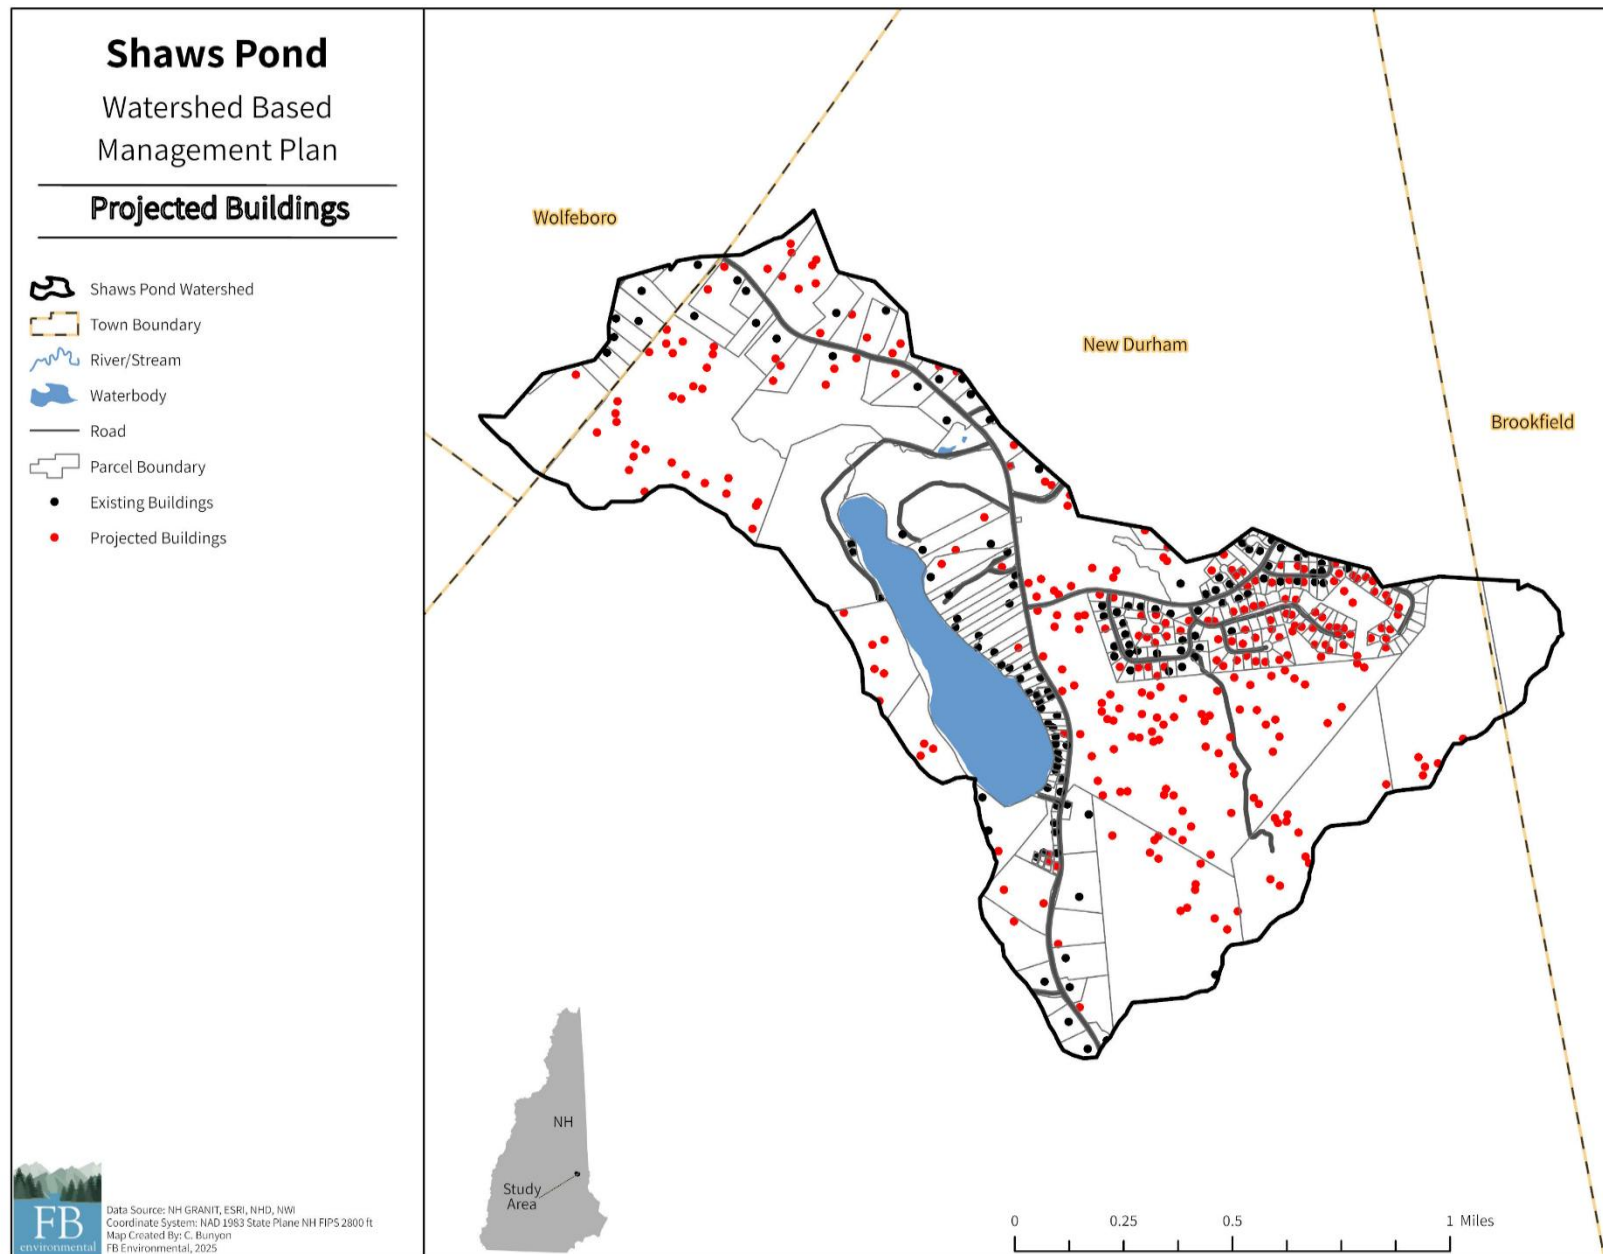 Shaws Pond
Watershed Based
Management Plan
Projected Buildings
Shaws Pond Watershed
Town Boundary
River/Stream
Waterbody
Road
Parcel Boundary
Existing Buildings
Projected Buildings
Wolfeboro
New Durham
Brookfield
NH
Study
Area
0 0.25 0.5 1 Miles
FB
environmental
Data Source: NH GRANIT, ESRI, NHD, NWI
Coordinate System: NAD 1983 State Plane NH FIPS 2800 ft
Map Created By: C. Bunyon
FB Environmental, 2025